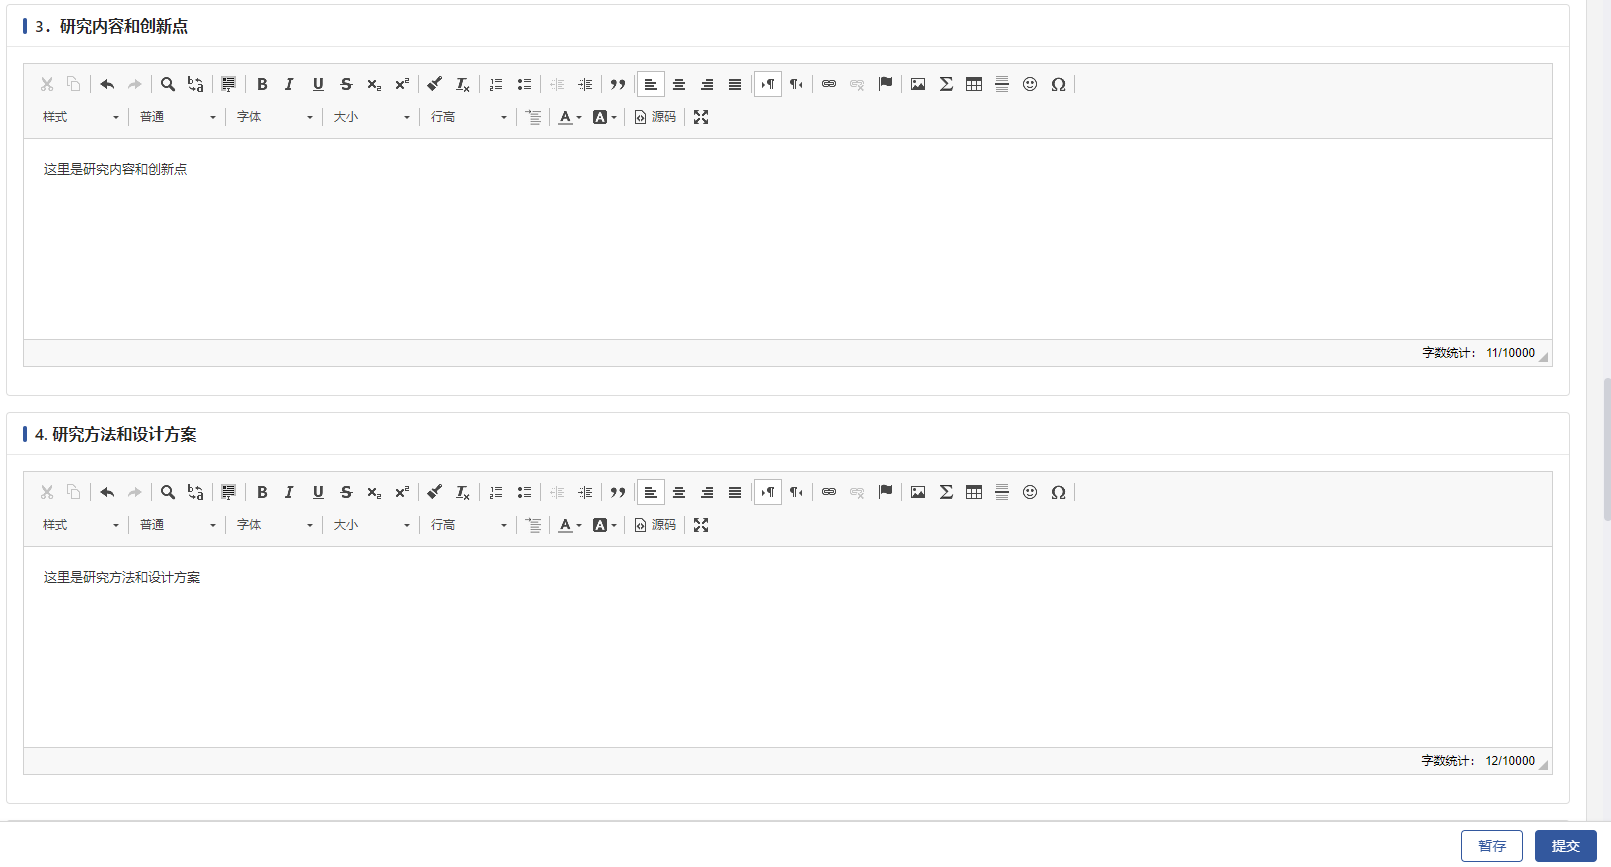 3. 研究内容和创新点
样式 普通 字体 大小 行高 源码
这里是研究内容和创新点
字数统计： 11/10000
4. 研究方法和设计方案
样式 普通 字体 大小 行高 源码
这里是研究方法和设计方案
字数统计： 12/10000
暂存 提交